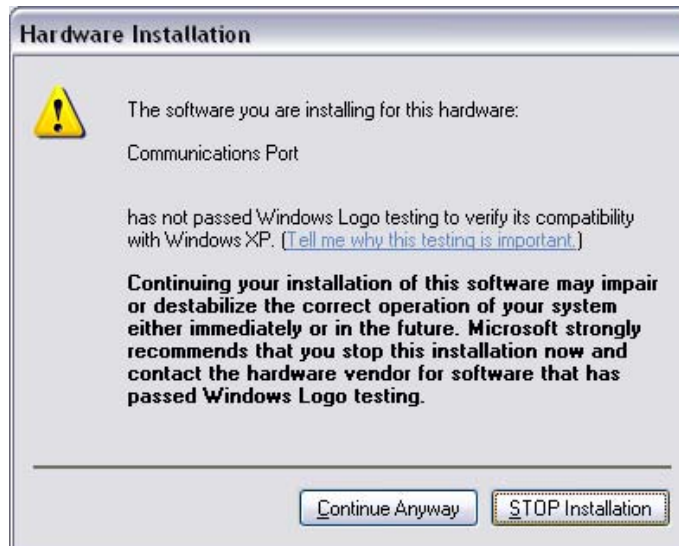 Hardware Installation
The software you are installing for this hardware:
Communications Port
has not passed Windows Logo testing to verify its compatibility
with Windows XP. (Tell me why this testing is important.)
Continuing your installation of this software may impair
or destabilize the correct operation of your system
either immediately or in the future. Microsoft strongly
recommends that you stop this installation now and
contact the hardware vendor for software that has
passed Windows Logo testing.
Continue Anyway
STOP Installation